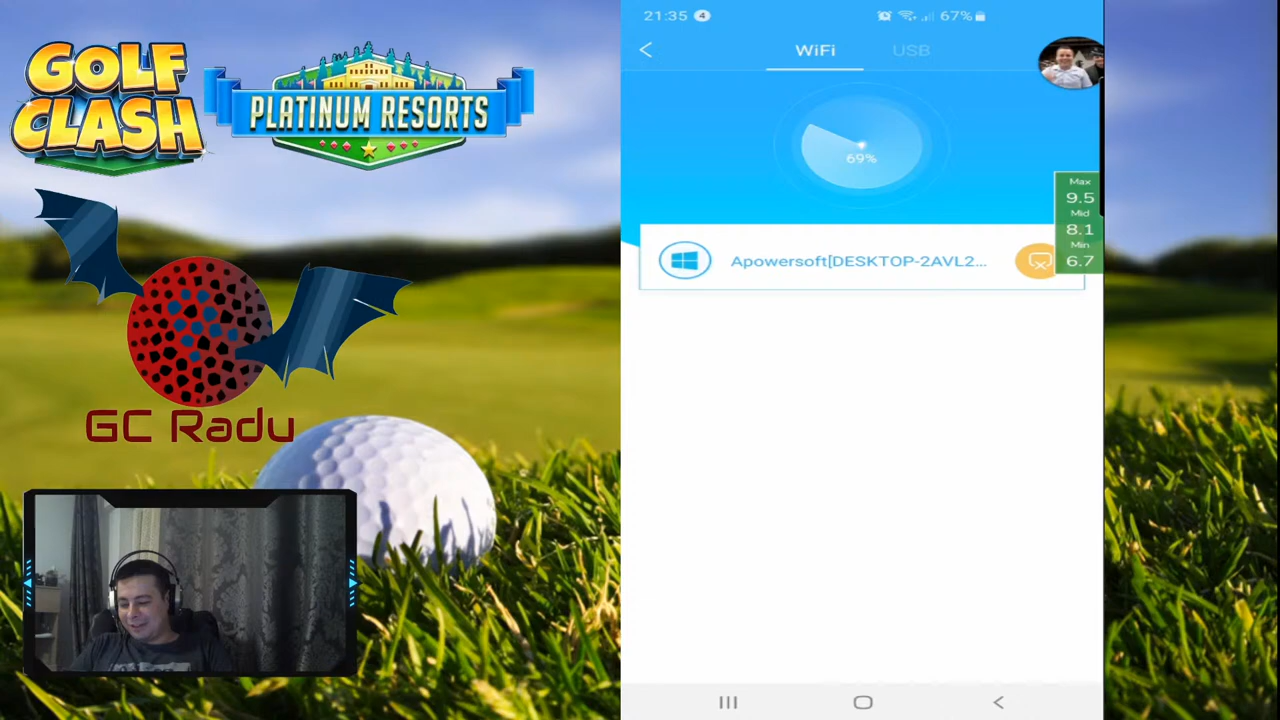 GOLF
CLASH
PLATINUM RESORTS
GC Radu
21:35 4 67%
WiFi USB
69%
Apowersoft[DESKTOP-2AVL2...
Max
9.5
Mid
8.1
Min
6.7